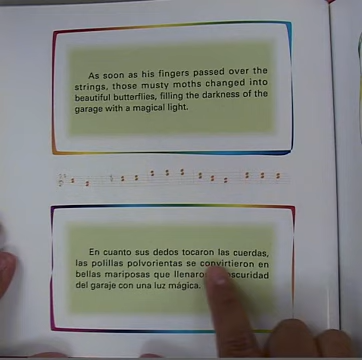 As soon as his fingers passed over the
strings, those musty moths changed into
beautiful butterflies, filling the darkness of the
garage with a magical light.
En cuanto sus dedos tocaron las cuerdas,
las polillas polvorientas se convirtieron en
bellas mariposas que llenaro oscuridad
del garaje con una luz mágica.